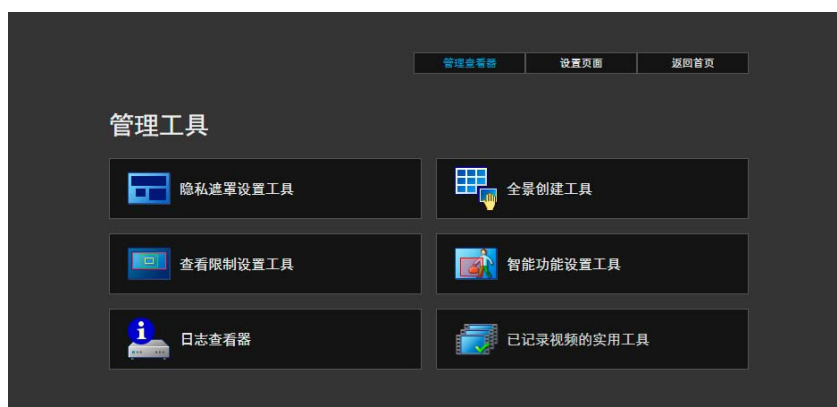 管理查看器 设置页面 返回首页
管理工具
隐私遮罩设置工具 全景创建工具
查看限制设置工具 智能功能设置工具
日志查看器 已记录视频的实用工具